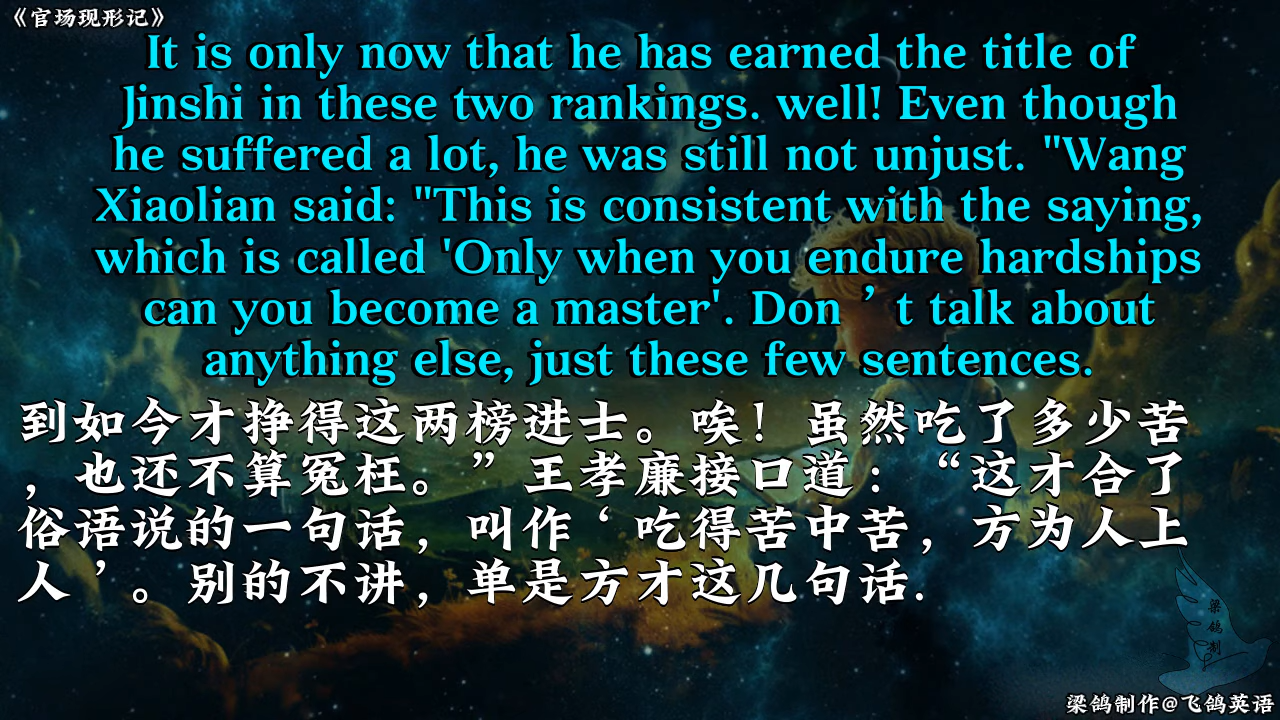 《官场现形记》
It is only now that he has earned the title of
Jinshi in these two rankings. well! Even though
he suffered a lot, he was still not unjust. "Wang
Xiaolian said: "This is consistent with the saying,
which is called 'Only when you endure hardships
can you become a master'. Don ’ t talk about
anything else, just these few sentences.
到如今才挣得这两榜进士。唉！虽然吃了多少苦
，也还不算冤枉。”王孝廉接口道：“这才合了
俗语说的一句话，叫作‘吃得苦中苦，方为人上
人’。别的不讲，单是方才这几句话.
梁
鸽
制
梁鸽制作@飞鸽英语